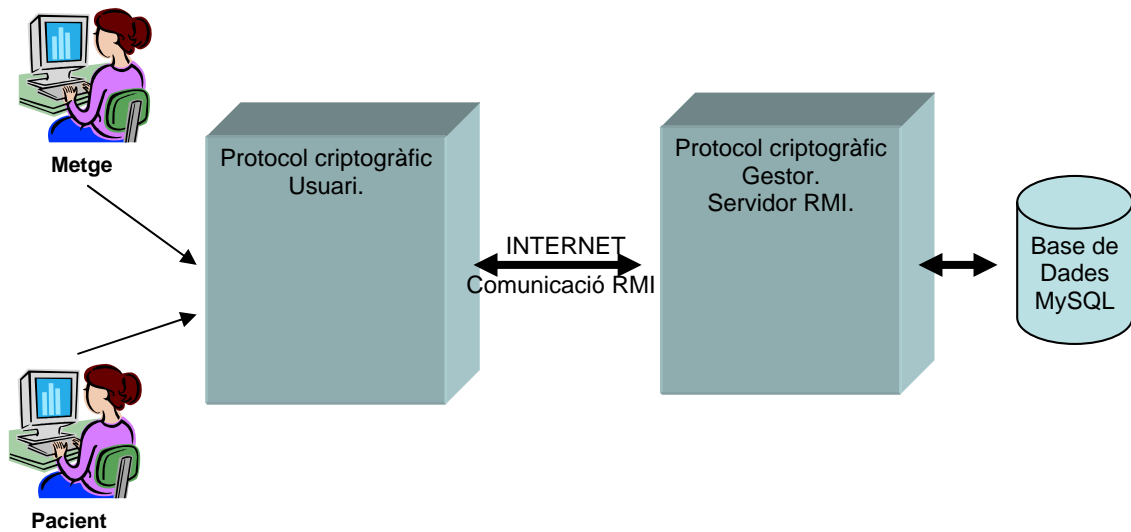 Metge
Pacient
Protocol criptogràfic
Usuari.
INTERNET
Comunicació RMI
Protocol criptogràfic
Gestor.
Servidor RMI.
Base de
Dades
MySQL